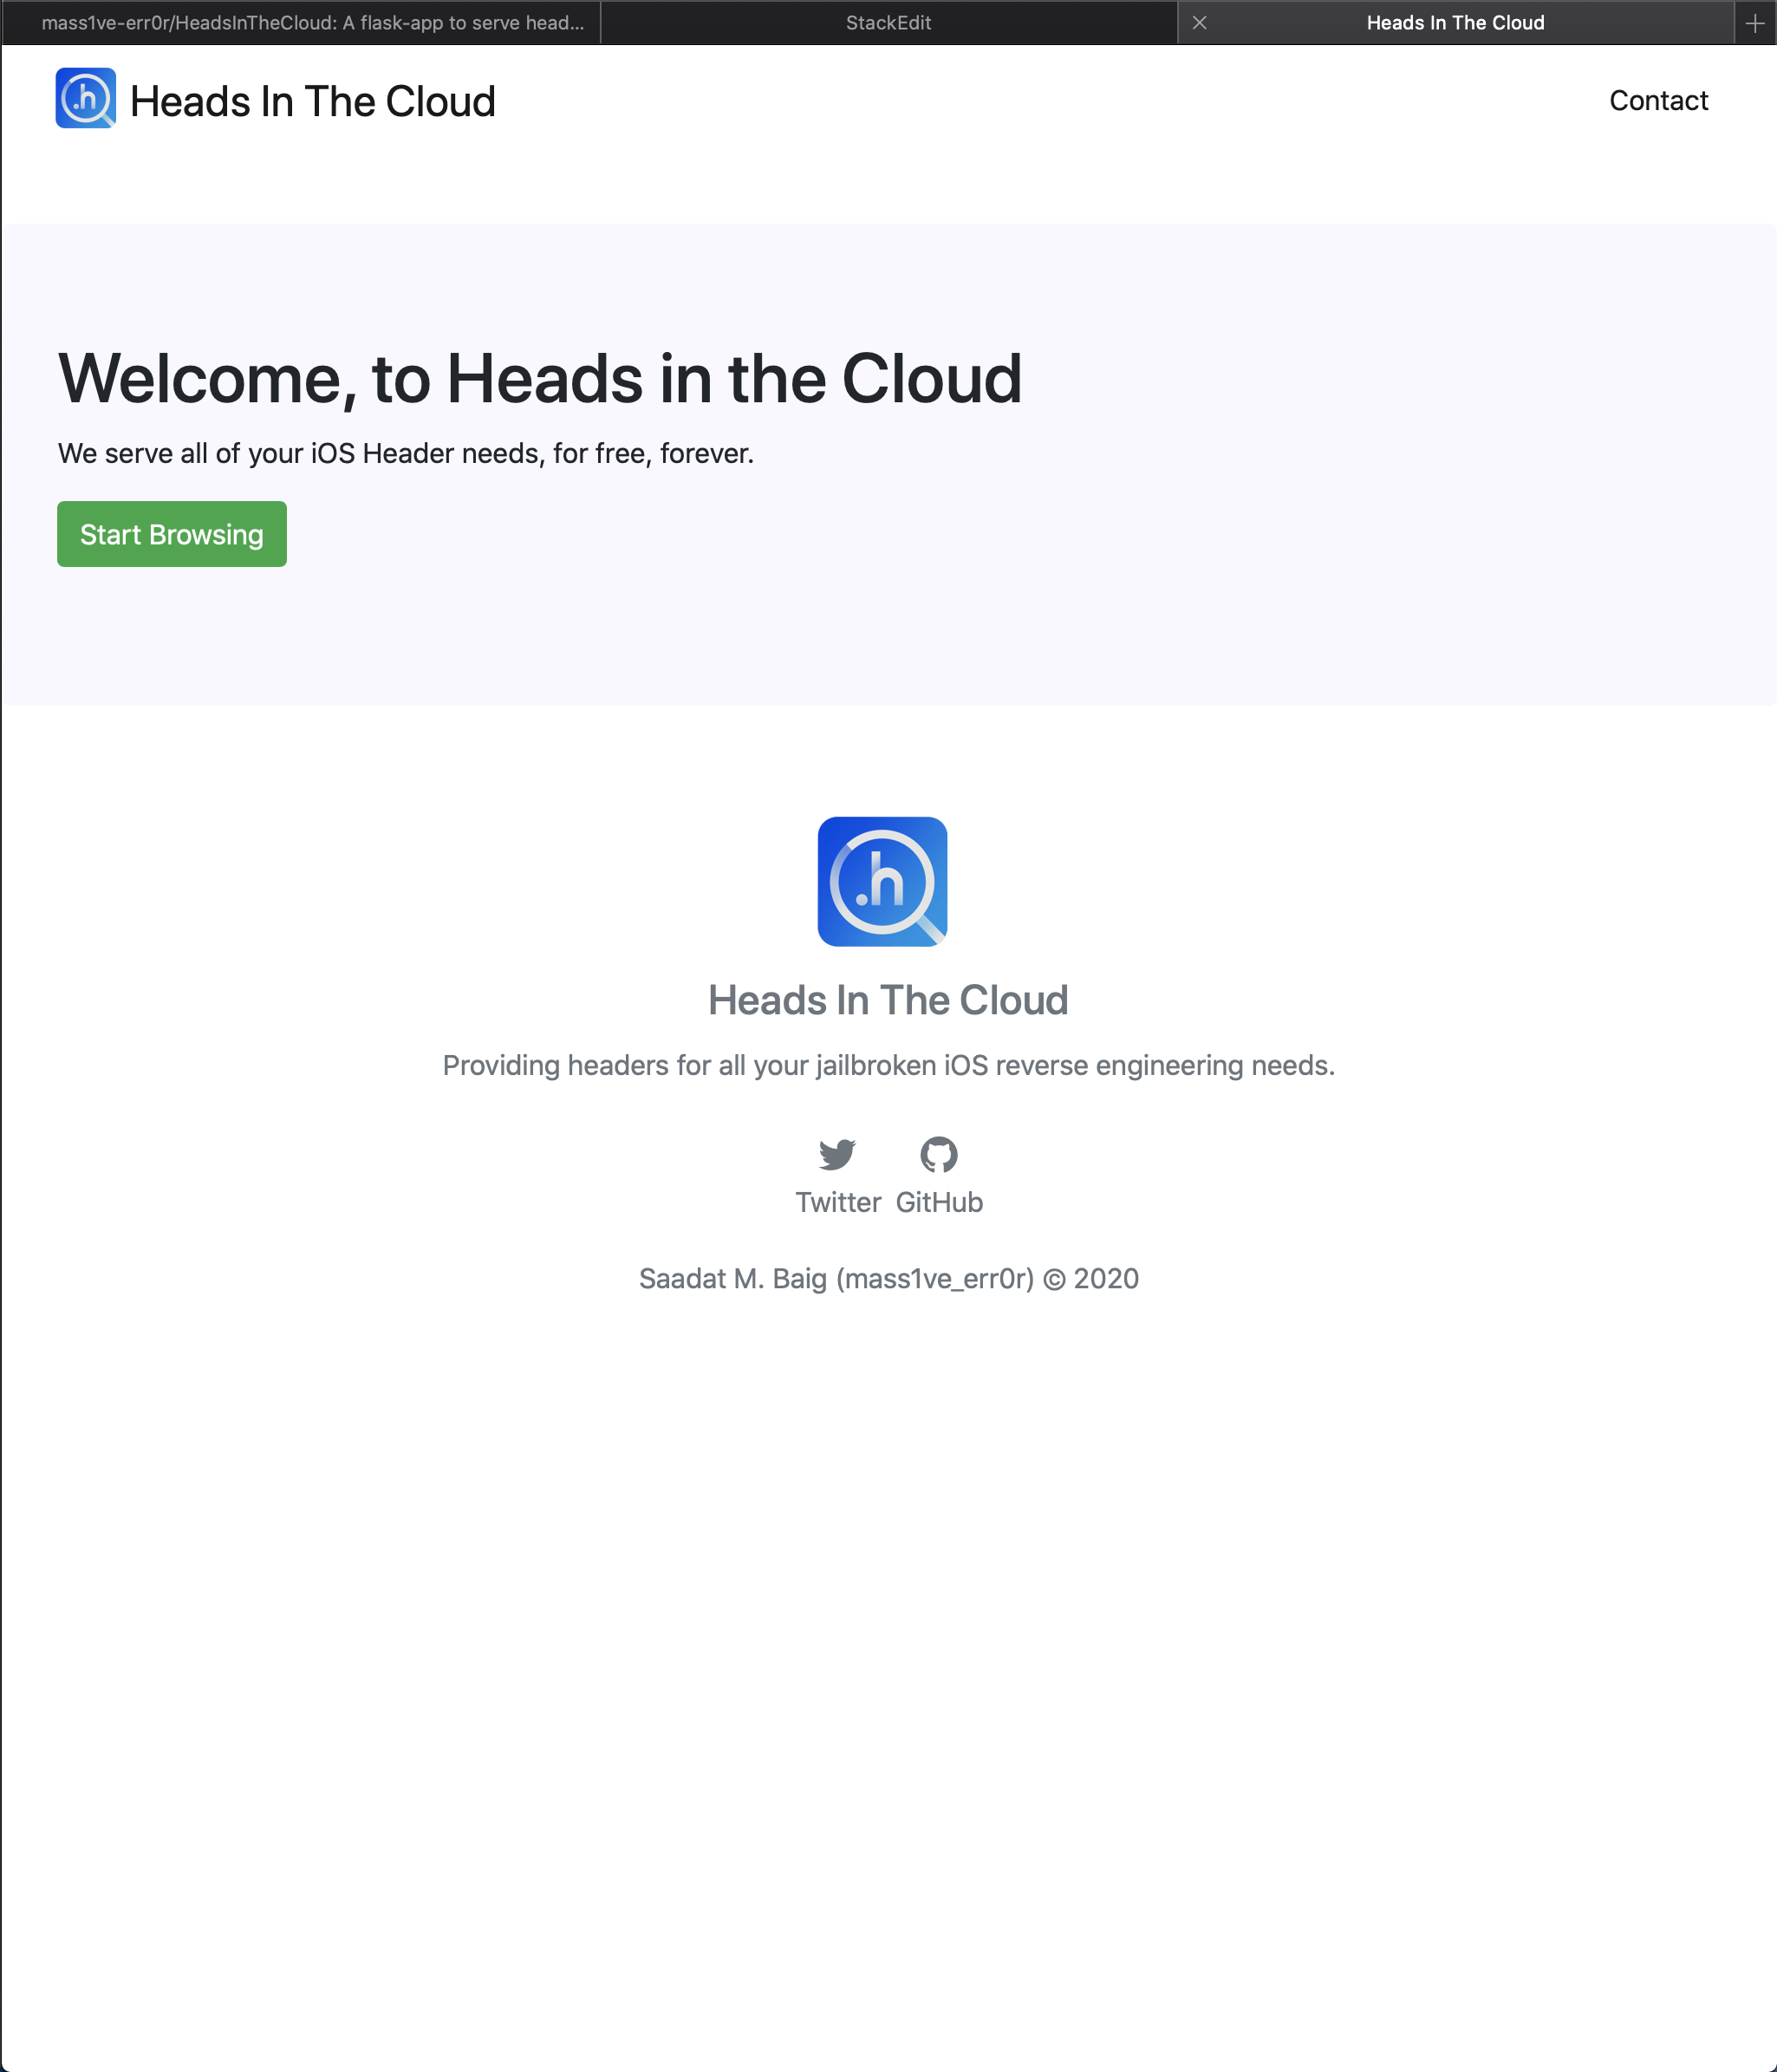 mass1ve-err0r/HeadsInTheCloud: A flask-app to serve head...
StackEdit
Heads In The Cloud
.h
Heads In The Cloud
Contact
Welcome, to Heads in the Cloud
We serve all of your iOS Header needs, for free, forever.
Start Browsing
.h
Heads In The Cloud
Providing headers for all your jailbroken iOS reverse engineering needs.
Twitter GitHub
Saadat M. Baig (mass1ve_err0r) © 2020